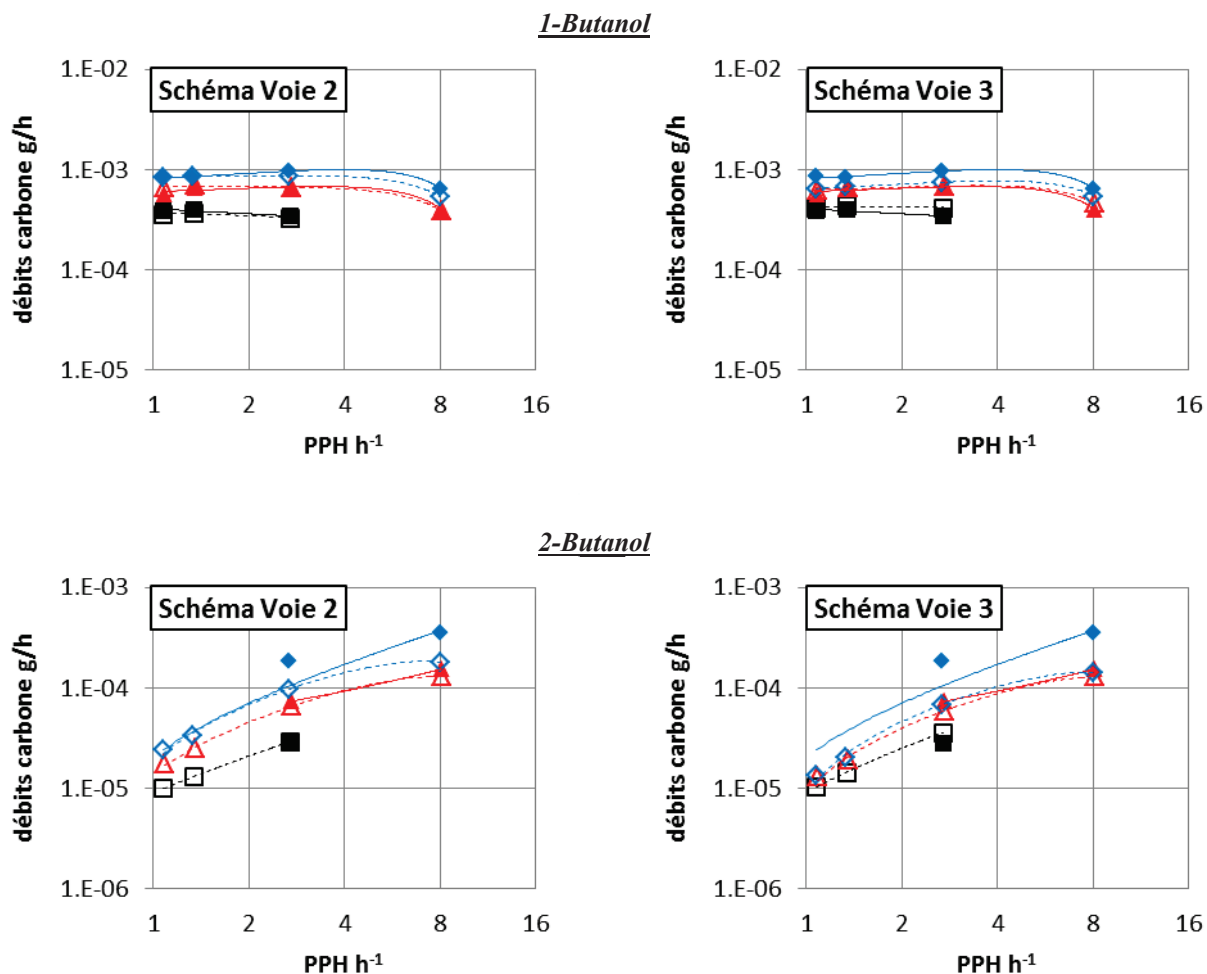 1-Butanol
Schéma Voie 2
débits carbone g/h
1.E-02
1.E-03
1.E-04
1.E-05
1 2 4 8 16
PPH h-1
Schéma Voie 3
débits carbone g/h
1.E-02
1.E-03
1.E-04
1.E-05
1 2 4 8 16
PPH h-1
2-Butanol
Schéma Voie 2
débits carbone g/h
1.E-03
1.E-04
1.E-05
1.E-06
1 2 4 8 16
PPH h-1
Schéma Voie 3
débits carbone g/h
1.E-03
1.E-04
1.E-05
1.E-06
1 2 4 8 16
PPH h-1